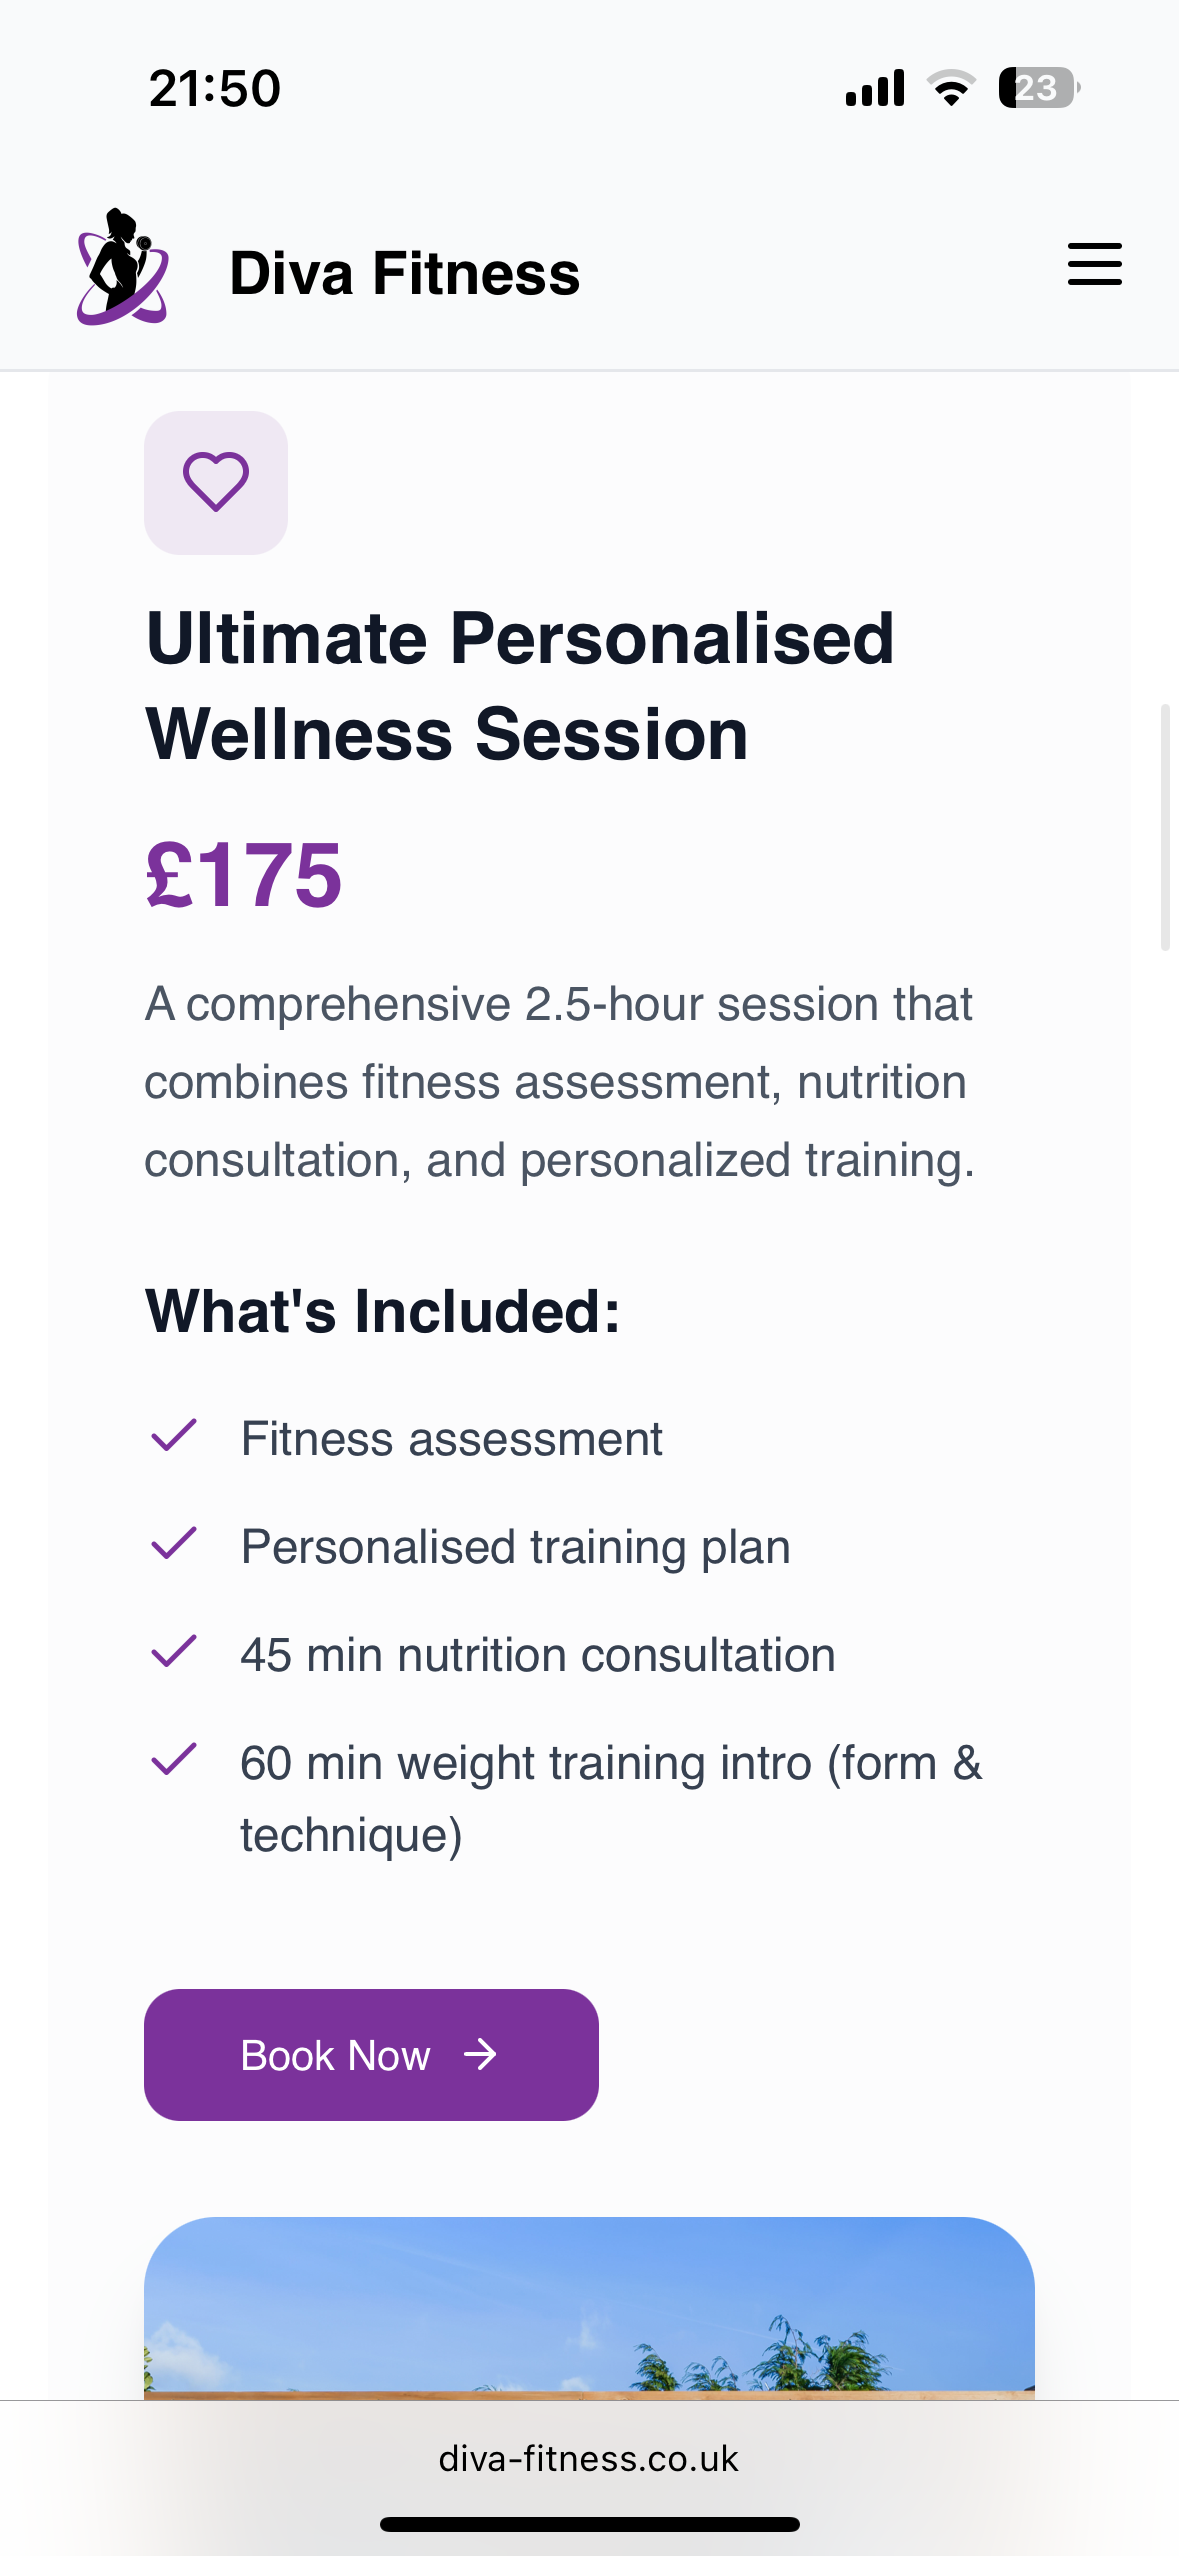 21:50
23
Diva Fitness
Ultimate Personalised
Wellness Session
£175
A comprehensive 2.5-hour session that
combines fitness assessment, nutrition
consultation, and personalized training.
What's Included:
Fitness assessment
Personalised training plan
45 min nutrition consultation
60 min weight training intro (form &
technique)
Book Now
diva-fitness.co.uk